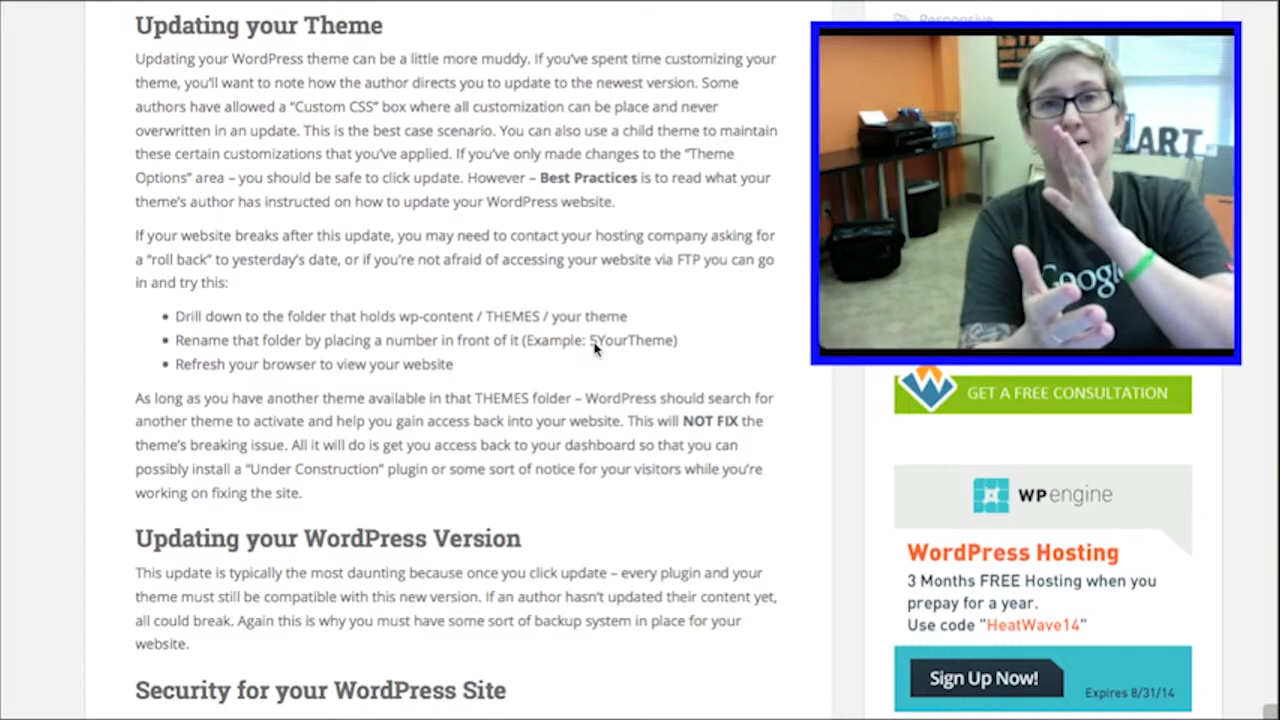 Updating your Theme
Updating your WordPress theme can be a little more muddy. If you've spent time customizing your
theme, you'll want to note how the author directs you to update to the newest version. Some
authors have allowed a "Custom CSS" box where all customization can be place and never
overwritten in an update. This is the best case scenario. You can also use a child theme to maintain
these certain customizations that you've applied. If you've only made changes to the "Theme
Options" area – you should be safe to click update. However – Best Practices is to read what your
theme's author has instructed on how to update your WordPress website.
If your website breaks after this update, you may need to contact your hosting company asking for
a "roll back" to yesterday's date, or if you're not afraid of accessing your website via FTP you can go
in and try this:
Drill down to the folder that holds wp-content / THEMES / your theme
Rename that folder by placing a number in front of it (Example: 5YourTheme)
Refresh your browser to view your website
As long as you have another theme available in that THEMES folder – WordPress should search for
another theme to activate and help you gain access back into your website. This will NOT FIX the
theme's breaking issue. All it will do is get you access back to your dashboard so that you can
possibly install a "Under Construction" plugin or some sort of notice for your visitors while you're
working on fixing the site.
Updating your WordPress Version
This update is typically the most daunting because once you click update – every plugin and your
theme must still be compatible with this new version. If an author hasn't updated their content yet,
all could break. Again this is why you must have some sort of backup system in place for your
website.
Security for your WordPress Site
Responsive
ART
Google
W
GET A FREE CONSULTATION
WPengine
WordPress Hosting
3 Months FREE Hosting when you
prepay for a year.
Use code "HeatWave14"
Sign Up Now!
Expires 8/31/14